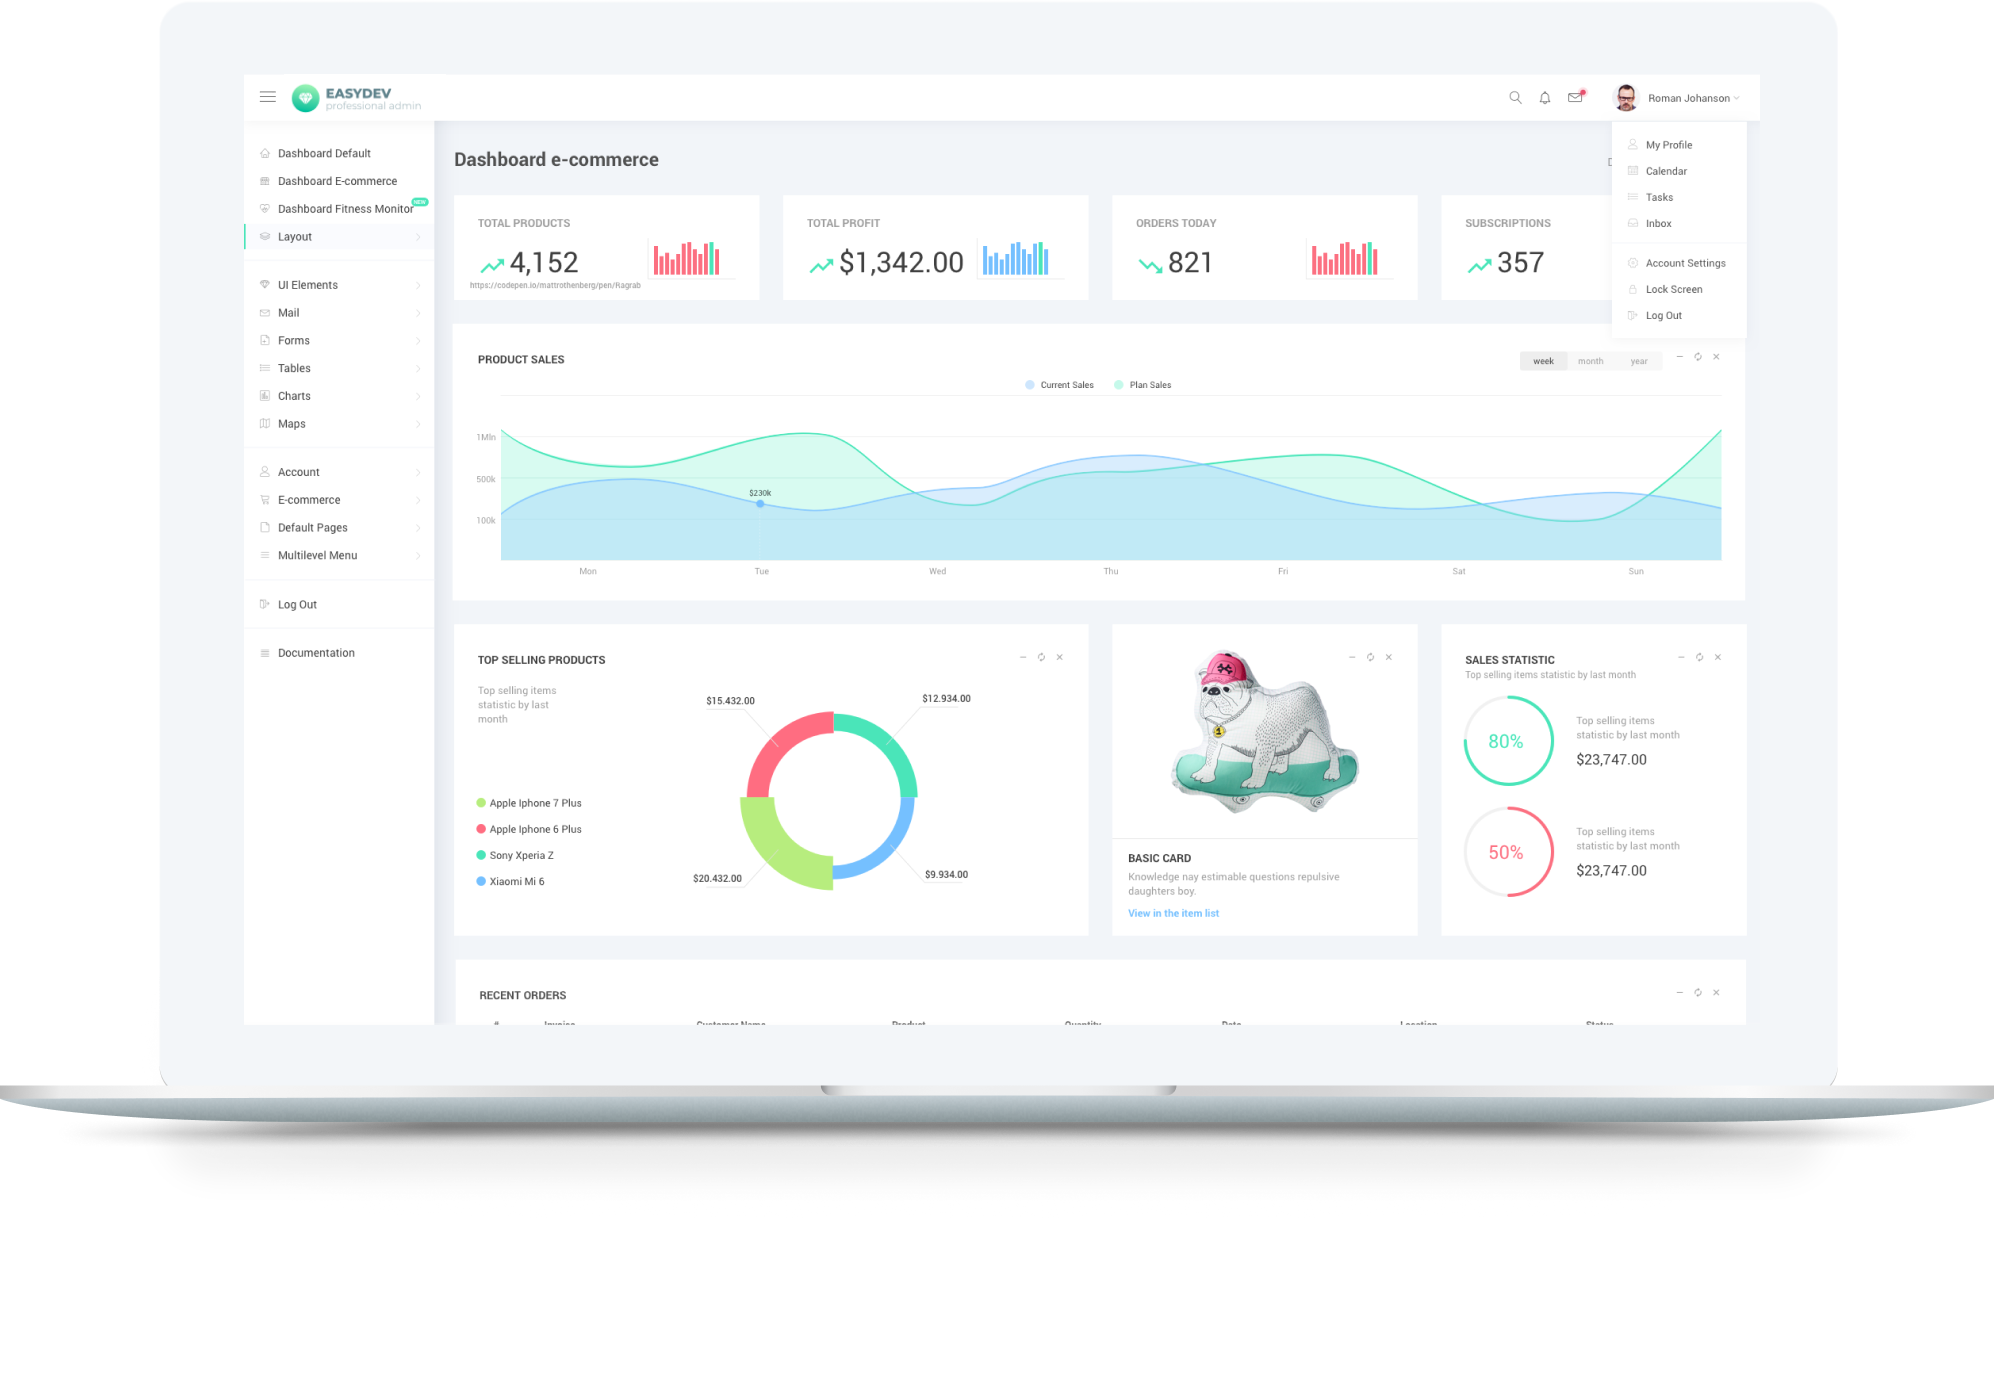 EASYDEV
professional admin
Roman Johanson
My Profile
Calendar
Tasks
Inbox
Account Settings
Lock Screen
Log Out
Dashboard Default
Dashboard E-commerce
Dashboard Fitness Monitor
NEW
Layout
UI Elements
Mail
Forms
Tables
Charts
Maps
Account
E-commerce
Default Pages
Multilevel Menu
Log Out
Documentation
Dashboard e-commerce
TOTAL PRODUCTS
4,152
https://codepen.io/mattrothenberg/pen/Ragrab
TOTAL PROFIT
$1,342.00
ORDERS TODAY
821
SUBSCRIPTIONS
357
PRODUCT SALES
week month year
Current Sales Plan Sales
1Mln
500k
100k
$230k
Mon Tue Wed Thu Fri Sat Sun
TOP SELLING PRODUCTS
Top selling items
statistic by last
month
$15.432.00
$12.934.00
$20.432.00
$9.934.00
Apple Iphone 7 Plus
Apple Iphone 6 Plus
Sony Xperia Z
Xiaomi Mi 6
1
BASIC CARD
Knowledge nay estimable questions repulsive
daughters boy.
View in the item list
SALES STATISTIC
Top selling items statistic by last month
80%
Top selling items
statistic by last month
$23,747.00
50%
Top selling items
statistic by last month
$23,747.00
RECENT ORDERS
# Invoice Customer Name Product Quantity Date Location Status